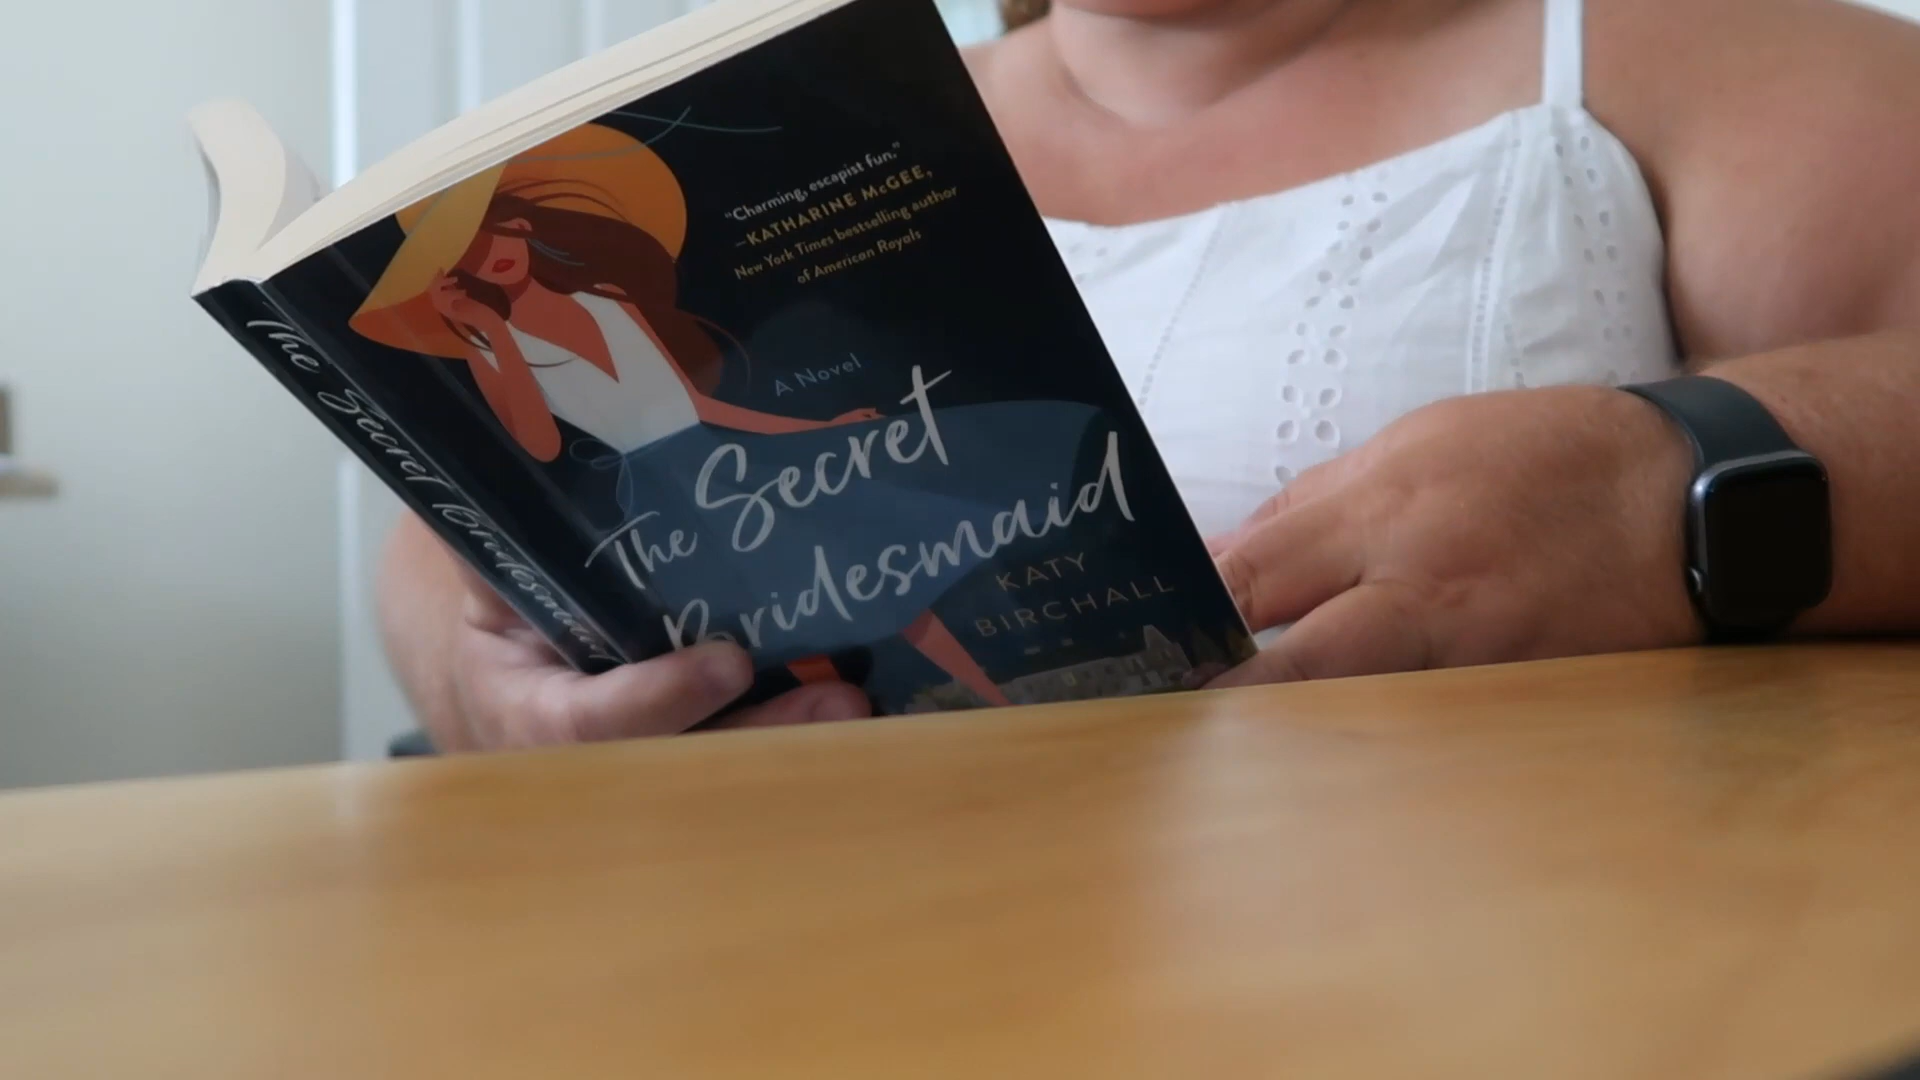 "Charming, escapist fun."
—KATHARINE McGEE,
New York Times bestselling author
of American Royals
A Novel
The Secret
Bridesmaid
KATY
BIRCHALL
The Secret Bridesmaid